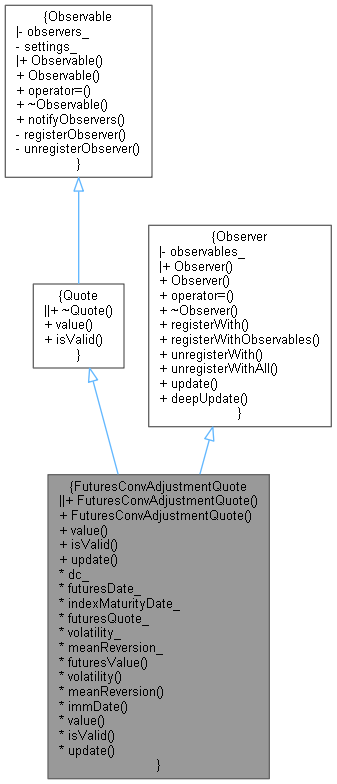 {Observable
|- observers_
- settings_
|+ Observable()
+ Observable()
+ operator=()
+ ~Observable()
+ notifyObservers()
- registerObserver()
- unregisterObserver()
}
{Observer
|- observables_
|+ Observer()
+ Observer()
+ operator=()
+ ~Observer()
+ registerWith()
+ registerWithObservables()
+ unregisterWith()
+ unregisterWithAll()
+ update()
+ deepUpdate()
}
{Quote
||+ ~Quote()
+ value()
+ isValid()
}
{FuturesConvAdjustmentQuote
||+ FuturesConvAdjustmentQuote()
+ FuturesConvAdjustmentQuote()
+ value()
+ isValid()
+ update()
* dc_
* futuresDate_
* indexMaturityDate_
* futuresQuote_
* volatility_
* meanReversion_
* futuresValue()
* volatility()
* meanReversion()
* immDate()
* value()
* isValid()
* update()
}